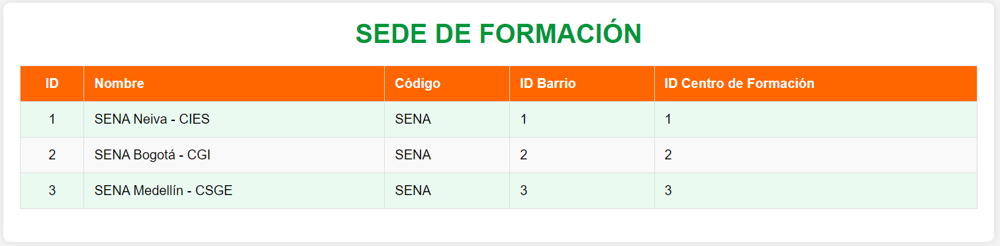 SEDE DE FORMACIÓN
ID Nombre Código ID Barrio ID Centro de Formación
1 SENA Neiva - CIES SENA 1 1
2 SENA Bogotá - CGI SENA 2 2
3 SENA Medellín - CSGE SENA 3 3